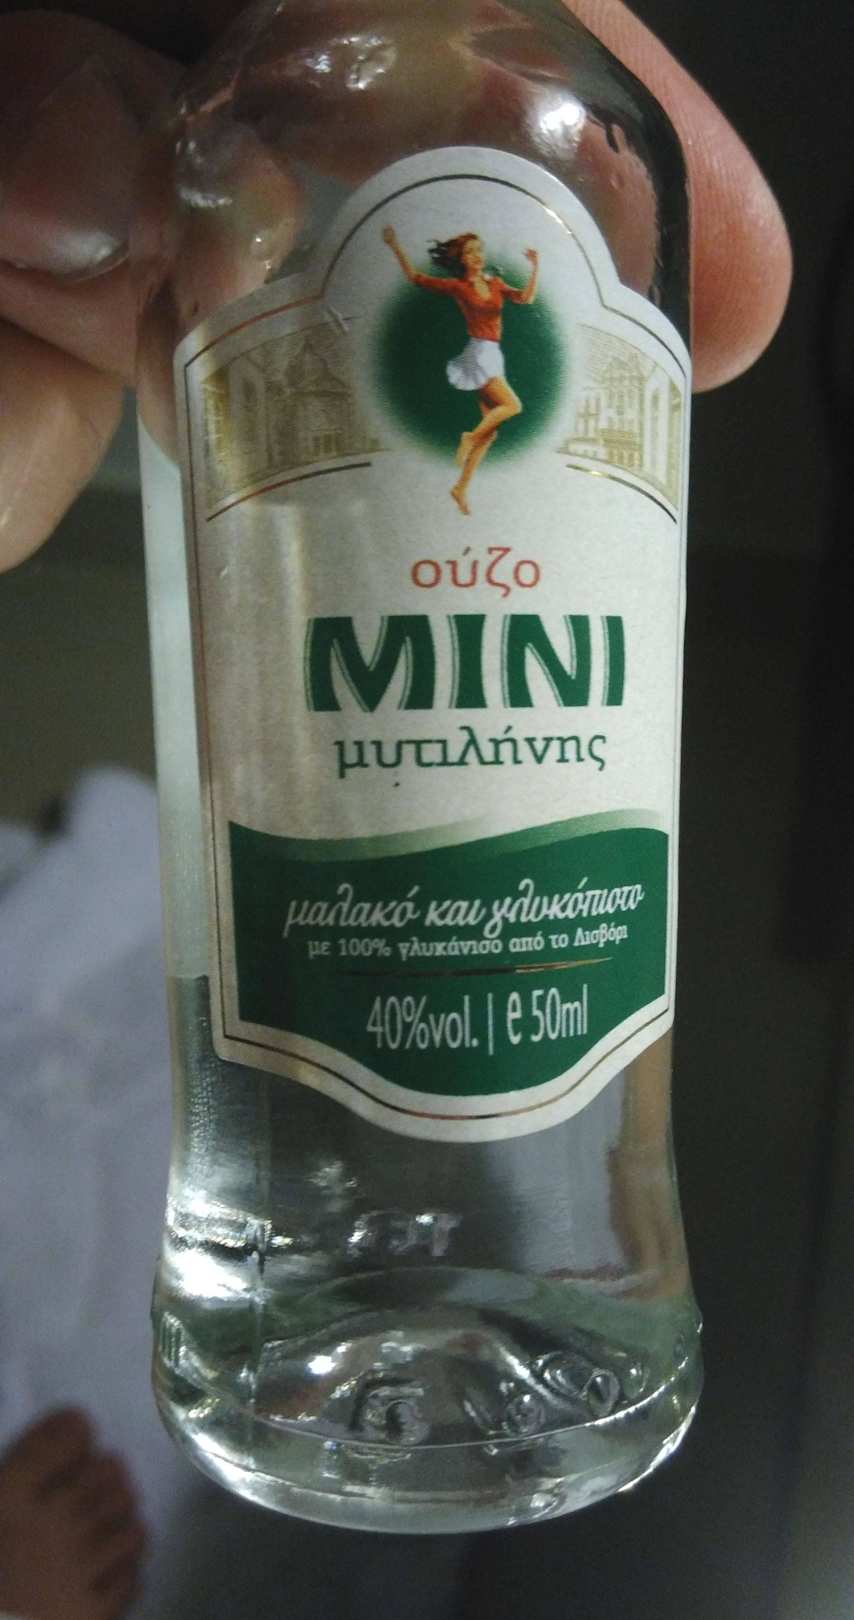 ούζο
MINI
μυτιλήνης
μαλακό και γλυκόπιοτο
με 100% γλυκάνισο από το Λισβόρι
40%vol. | e 50ml